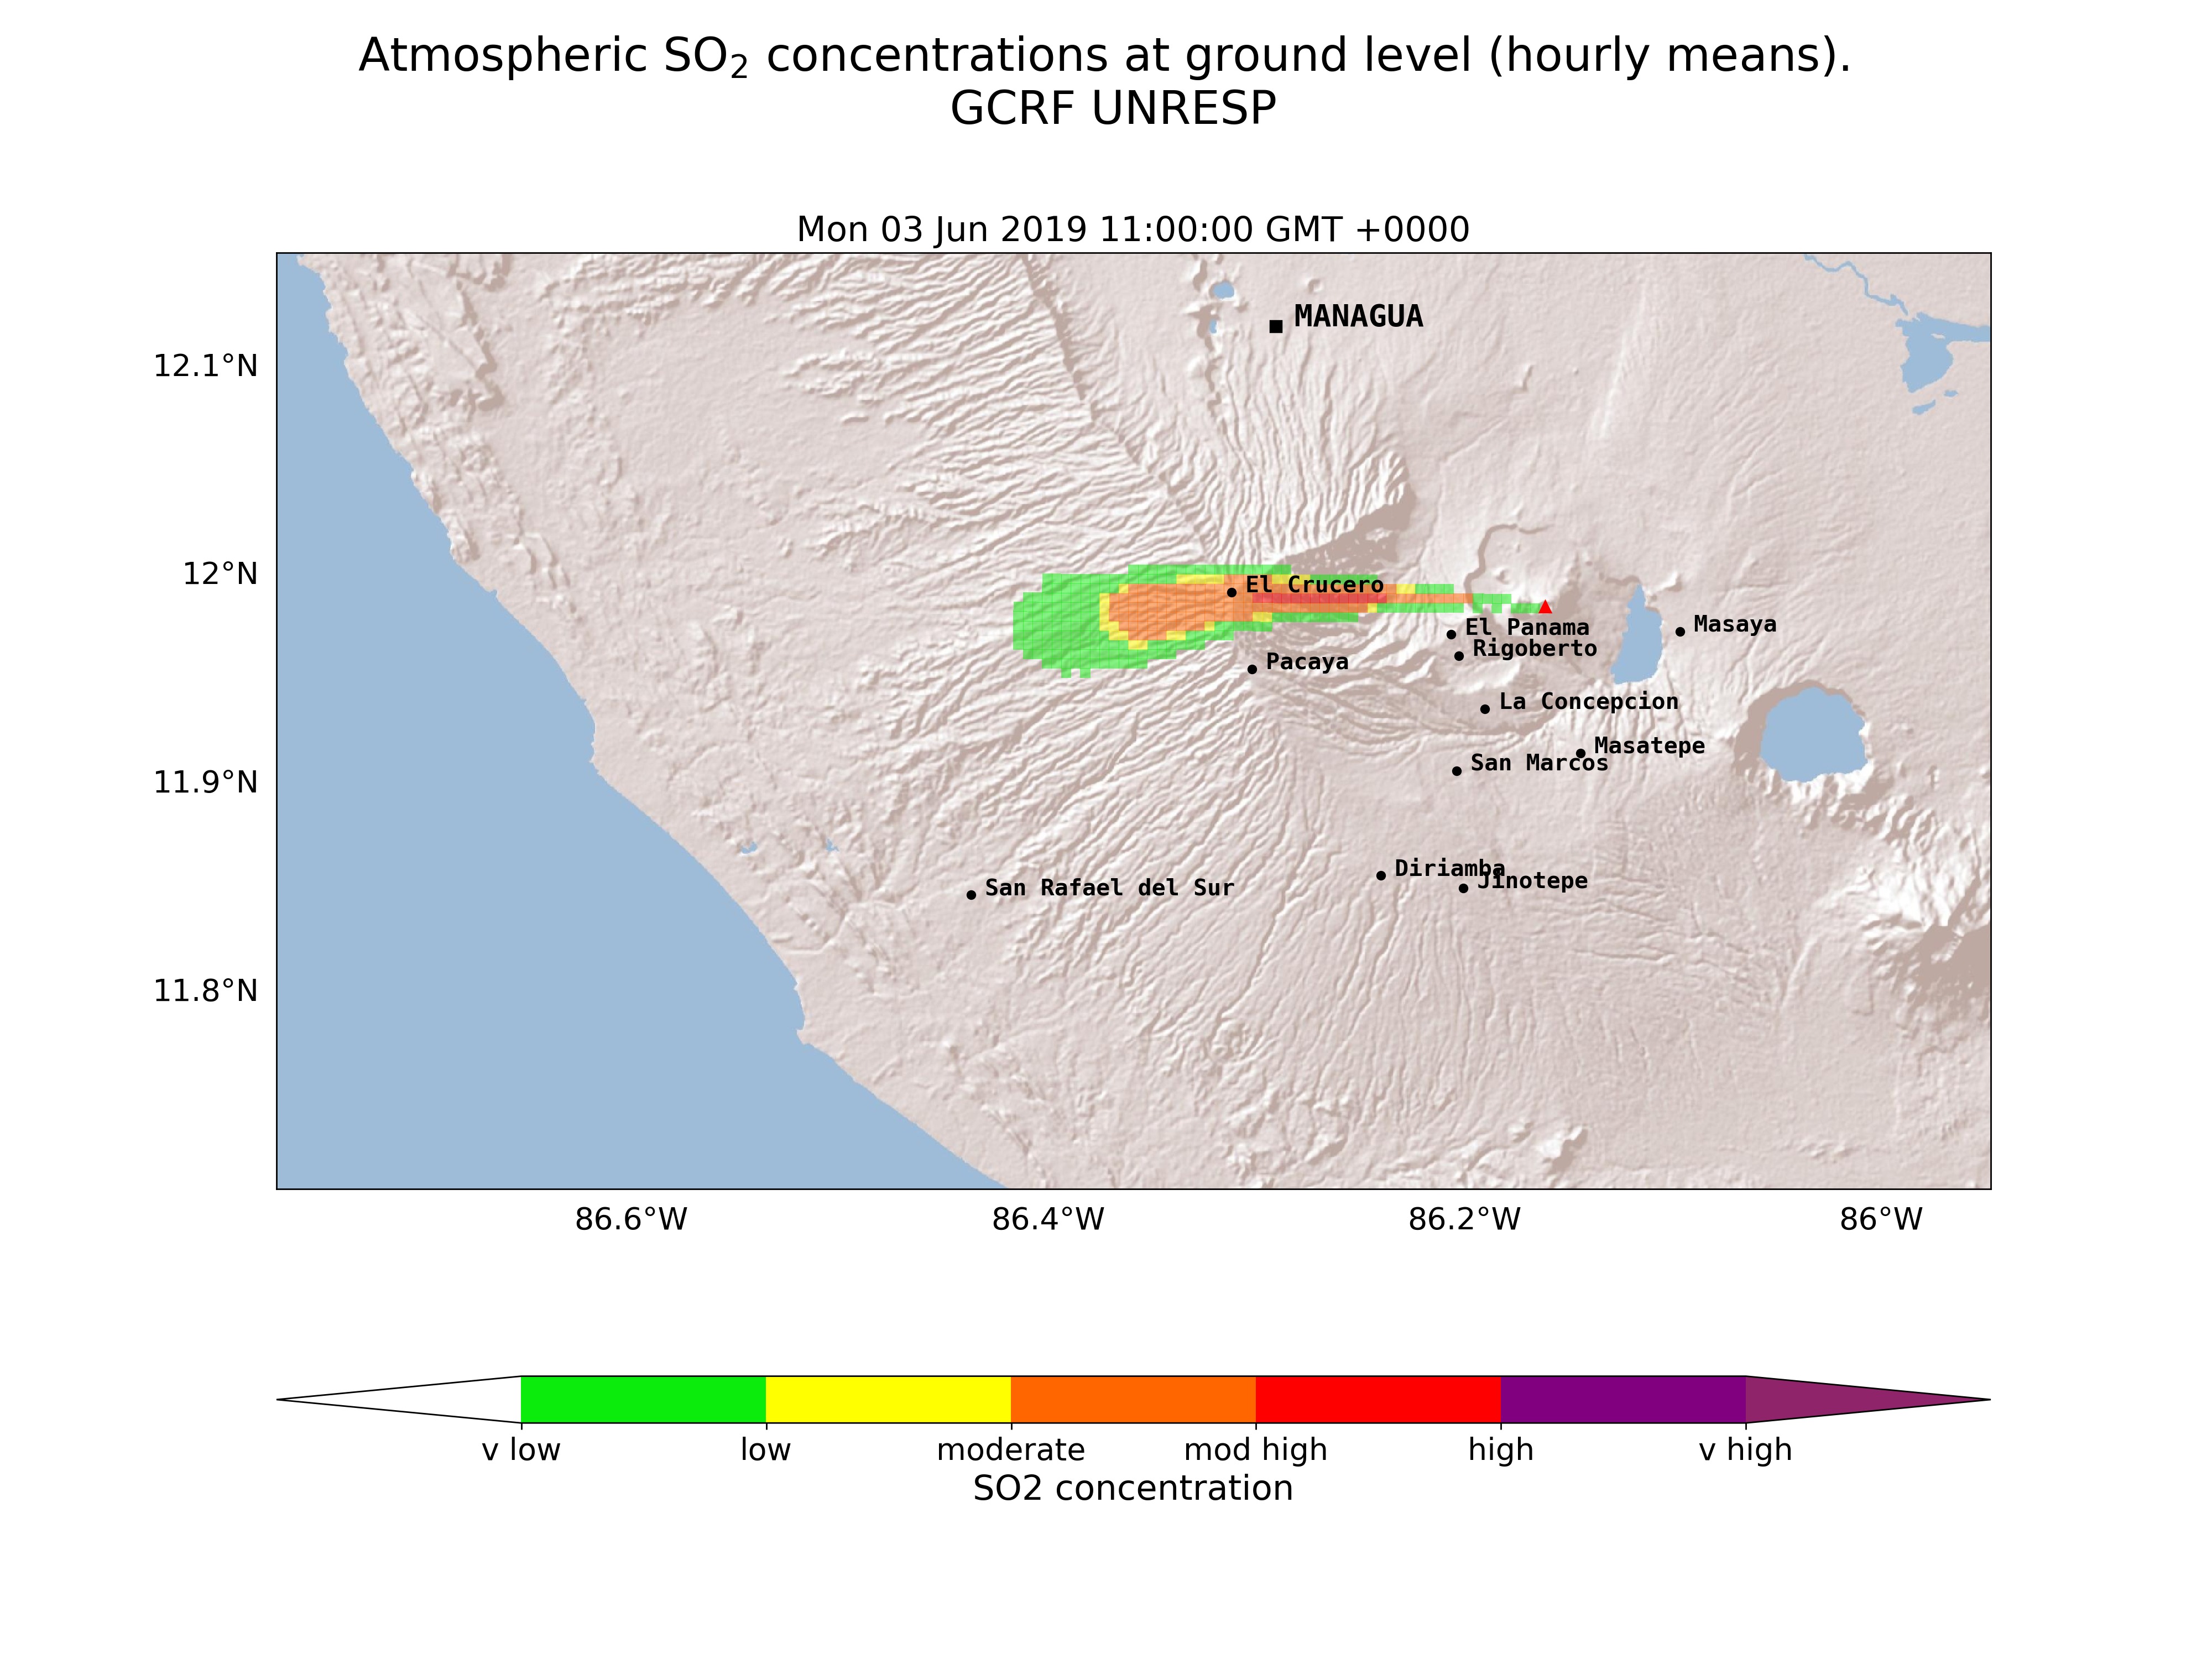 Atmospheric SO₂ concentrations at ground level (hourly means).
GCRF UNRESP
Mon 03 Jun 2019 11:00:00 GMT +0000
MANAGUA
12.1°N
12°N
El Crucero
El Panama
Masaya
Rigoberto
Pacaya
La Concepcion
Masatepe
San Marcos
11.9°N
Diriamba
Jinotepe
San Rafael del Sur
11.8°N
86.6°W 86.4°W 86.2°W 86°W
v low low moderate mod high high v high
SO2 concentration